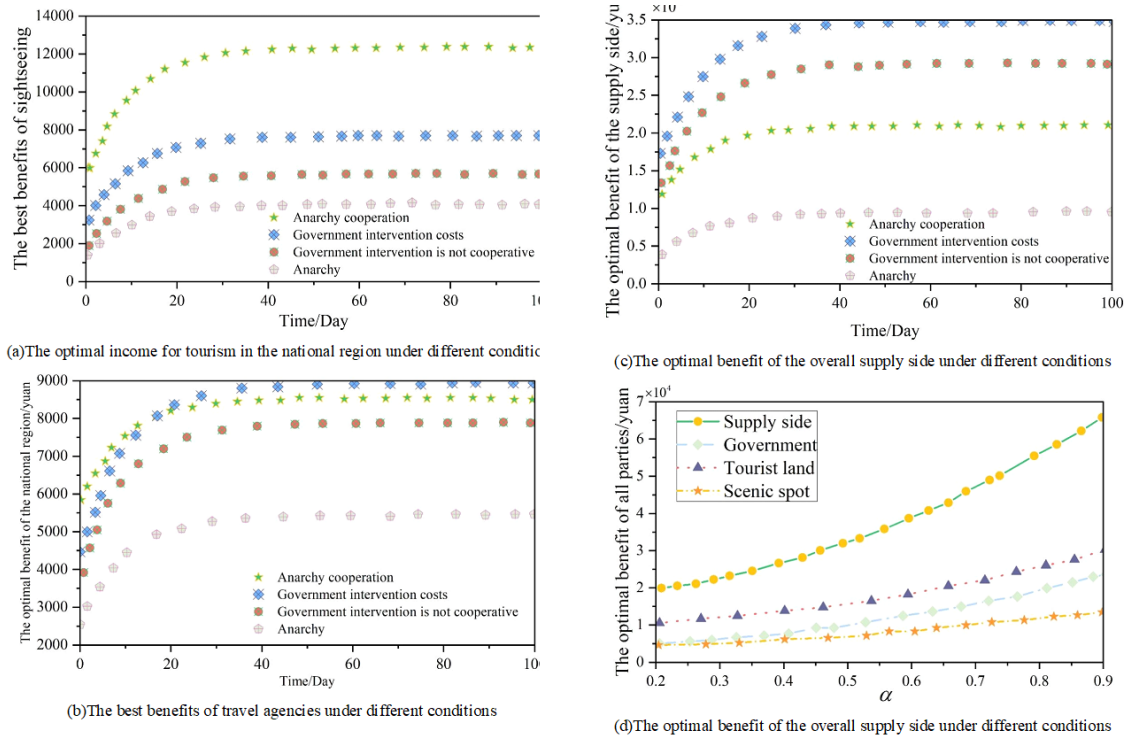 The best benefits of sightseeing
14000
12000
10000
8000
6000
4000
2000
0
Anarchy cooperation
Government intervention costs
Government intervention is not cooperative
Anarchy
0 20 40 60 80
Time/Day
(a)The optimal income for tourism in the national region under different
The optimal benefit of the supply side/yu
3.5
3.0
2.5
2.0
1.5
1.0
0.5
0.0
Anarchy cooperation
Government intervention costs
Government intervention is not cooperative
Anarchy
0 20 40 60 80 100
Time/Day
(c)The optimal benefit of the overall supply side under different conditions
The optimal benefit of the national region/yuan
9000
8000
7000
6000
5000
4000
3000
2000
Anarchy cooperation
Government intervention costs
Government intervention is not cooperative
Anarchy
0 20 40 60 80 100
Time/Day
(b)The best benefits of travel agencies under different conditions
The optimal benefit of all parties/yuan
×10⁴
7
6
5
4
3
2
1
0
Supply side
Government
Tourist land
Scenic spot
0.2 0.3 0.4 0.5 0.6 0.7 0.8 0.9
α
(d)The optimal benefit of the overall supply side under different conditions